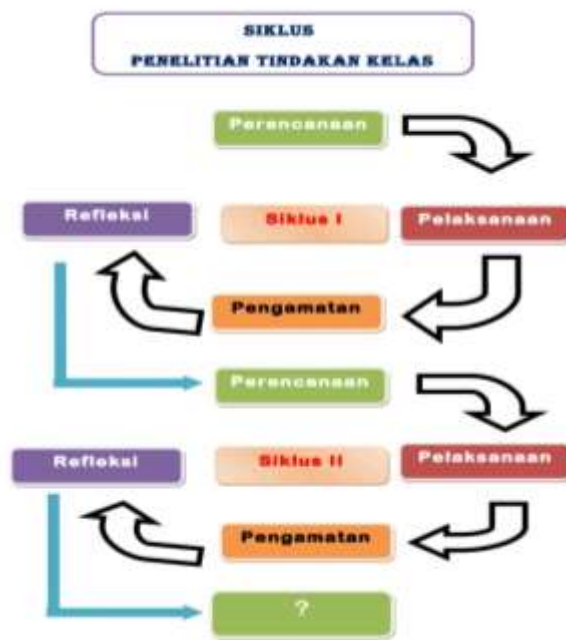 SIKLUS
PENELITIAN TINDAKAN KELAS
Perencanaan
Refleksi
Siklus I
Pelaksanaan
Pengamatan
Perencanaan
Refleksi
Siklus II
Pelaksanaan
Pengamatan
?